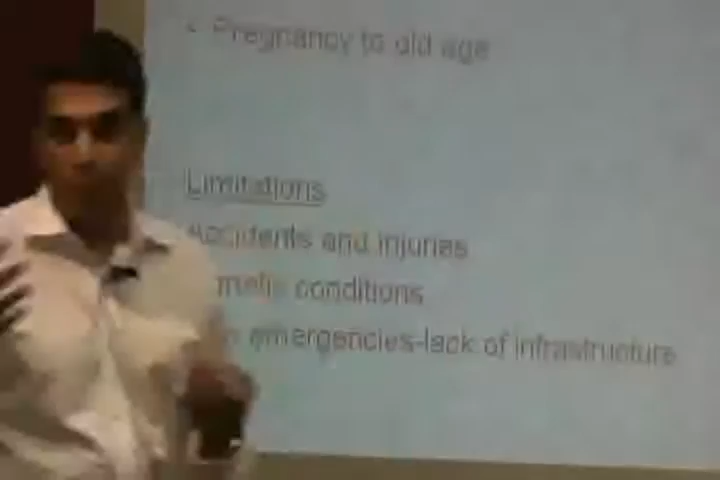 • Pregnancy to old age
Limitations
Accidents and injuries
conditions
emergencies-lack of infrastructure